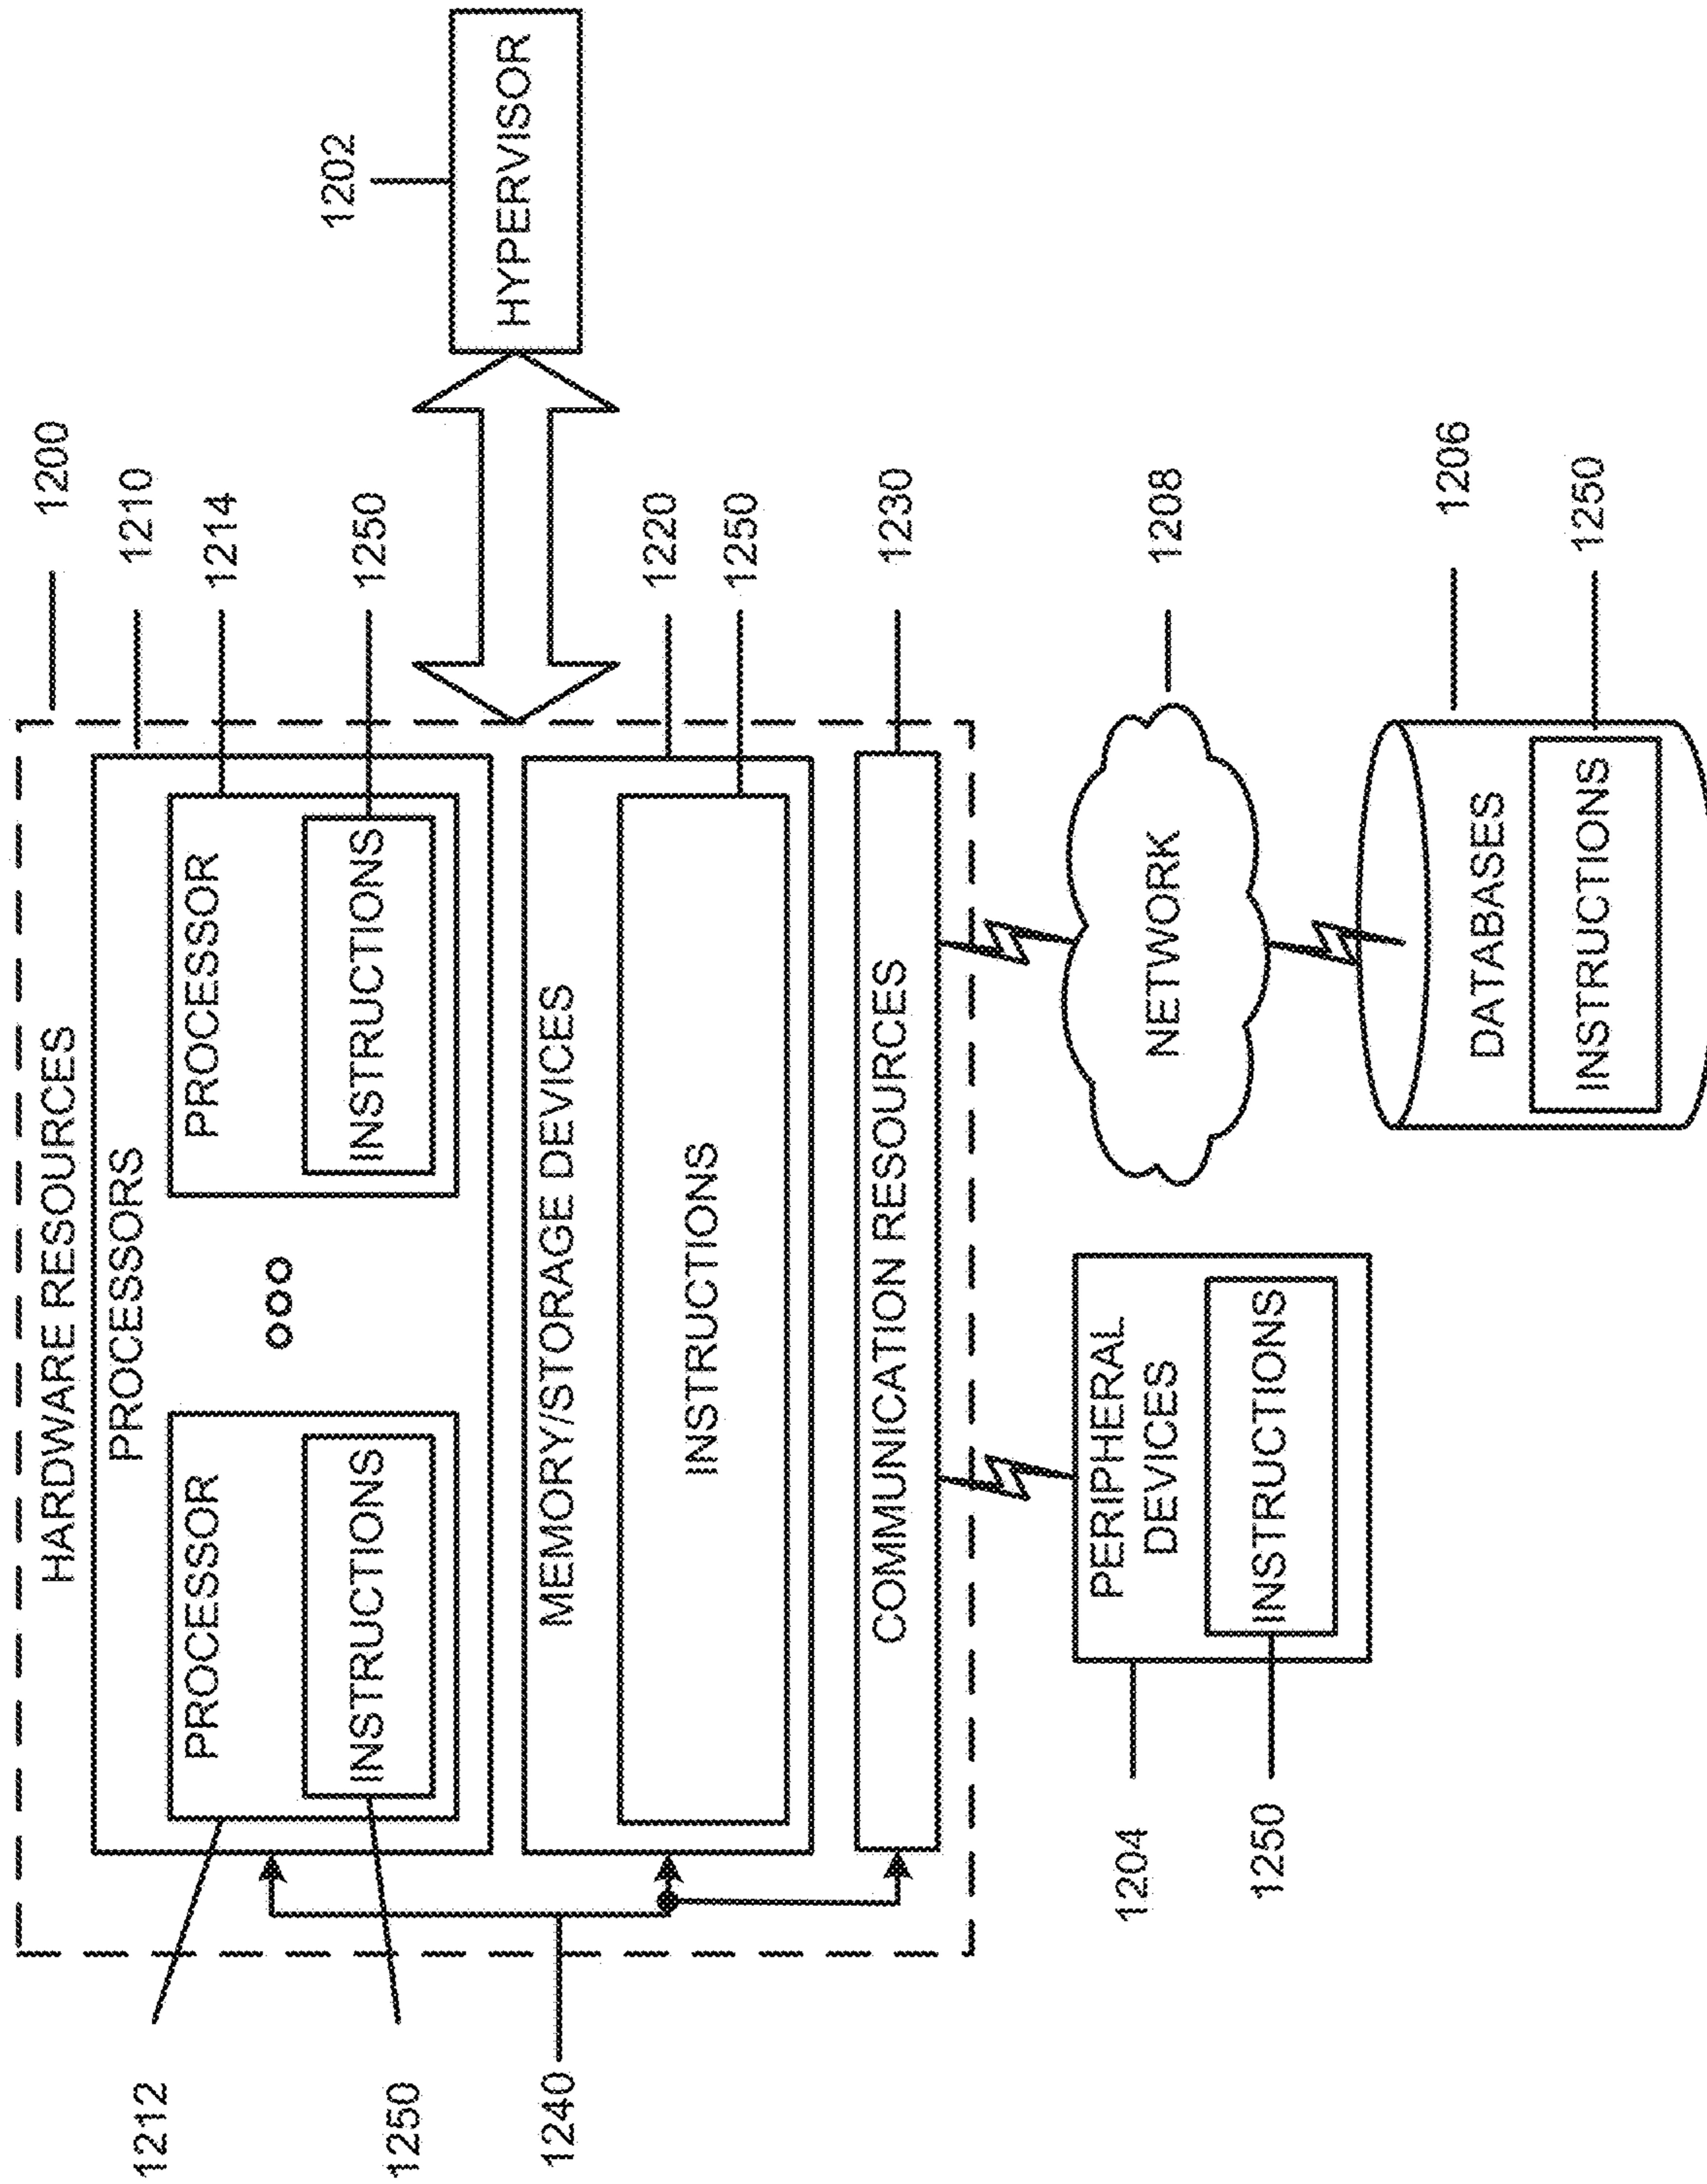 HARDWARE RESOURCES
1200
PROCESSORS
1210
1212
PROCESSOR
INSTRUCTIONS
1250
PROCESSOR
1214
INSTRUCTIONS
1250
HYPERVISOR
1202
MEMORY/STORAGE DEVICES
1220
INSTRUCTIONS
1250
1240
COMMUNICATION RESOURCES
1230
PERIPHERAL
DEVICES
1204
INSTRUCTIONS
1250
NETWORK
1208
DATABASES
1206
INSTRUCTIONS
1250